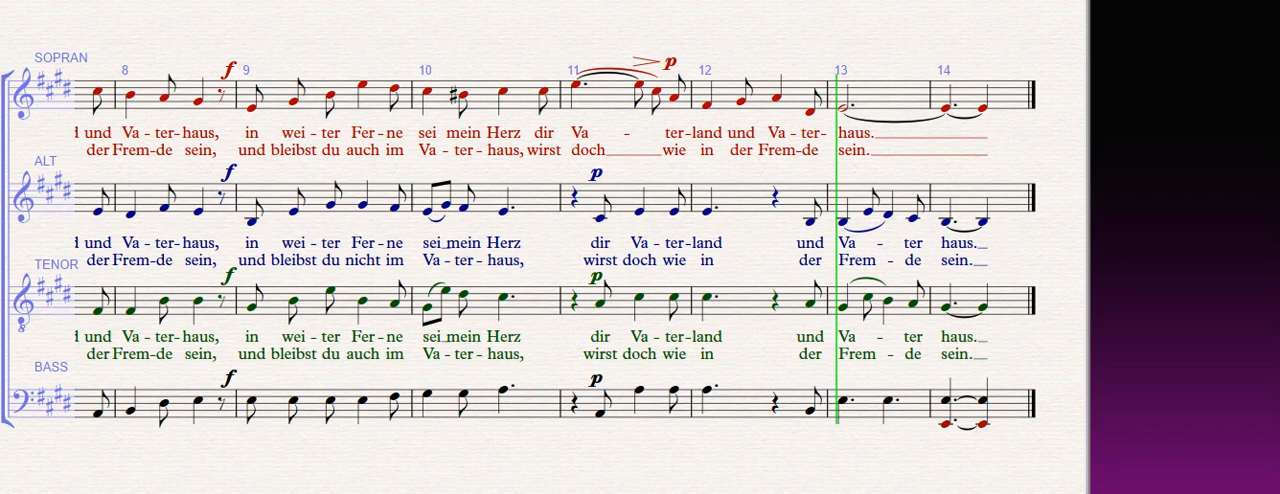 SOPRAN
8 9 10 11 12 13 14
f p
und Va - ter- haus, in wei - ter Fer - ne sei mein Herz dir Va - ter-land und Va - ter- haus.
der Frem-de sein, und bleibst du auch im Va - ter - haus, wirst doch wie in der Frem-de sein.
ALT
f p
und Va - ter- haus, in wei - ter Fer - ne sei mein Herz dir Va - ter-land und Va - ter haus.
der Frem-de sein, und bleibst du nicht im Va - ter - haus, wirst doch wie in der Frem - de sein.
TENOR
f p
8
und Va - ter- haus, in wei - ter Fer - ne sei mein Herz dir Va - ter-land und Va - ter haus.
der Frem-de sein, und bleibst du auch im Va - ter - haus, wirst doch wie in der Frem - de sein.
BASS
f p